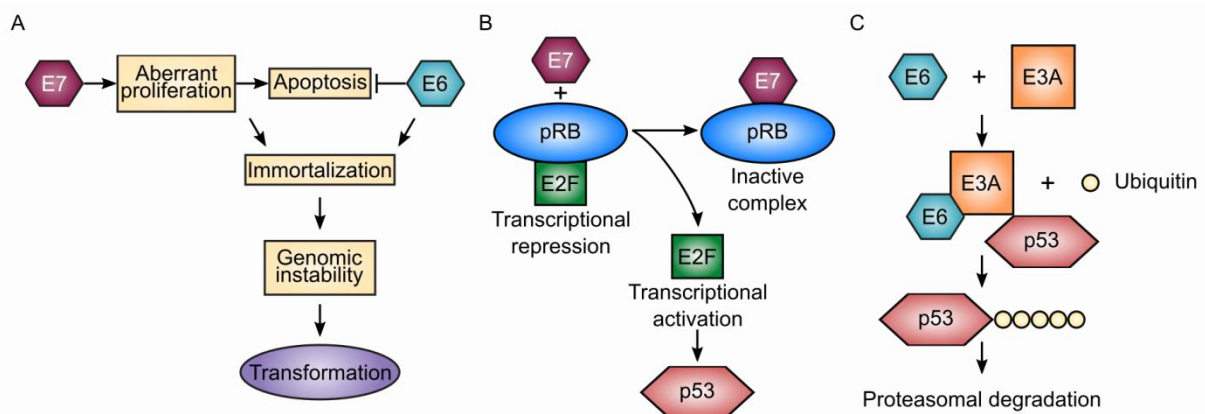 A
E7
Aberrant
proliferation
Apoptosis
E6
Immortalization
Genomic
instability
Transformation
B
E7
+
pRB
E2F
Transcriptional
repression
E7
pRB
Inactive
complex
E2F
Transcriptional
activation
p53
C
E6
+
E3A
E3A
E6
p53
+
Ubiquitin
p53
Proteasomal degradation